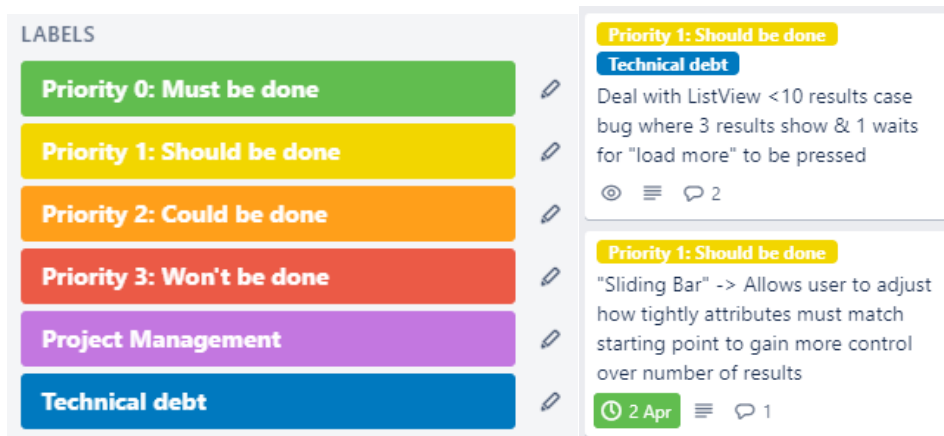 LABELS
Priority 0: Must be done
Priority 1: Should be done
Priority 2: Could be done
Priority 3: Won't be done
Project Management
Technical debt
Priority 1: Should be done
Technical debt
Deal with ListView <10 results case
bug where 3 results show & 1 waits
for "load more" to be pressed
2
Priority 1: Should be done
"Sliding Bar" -> Allows user to adjust
how tightly attributes must match
starting point to gain more control
over number of results
2 Apr 1